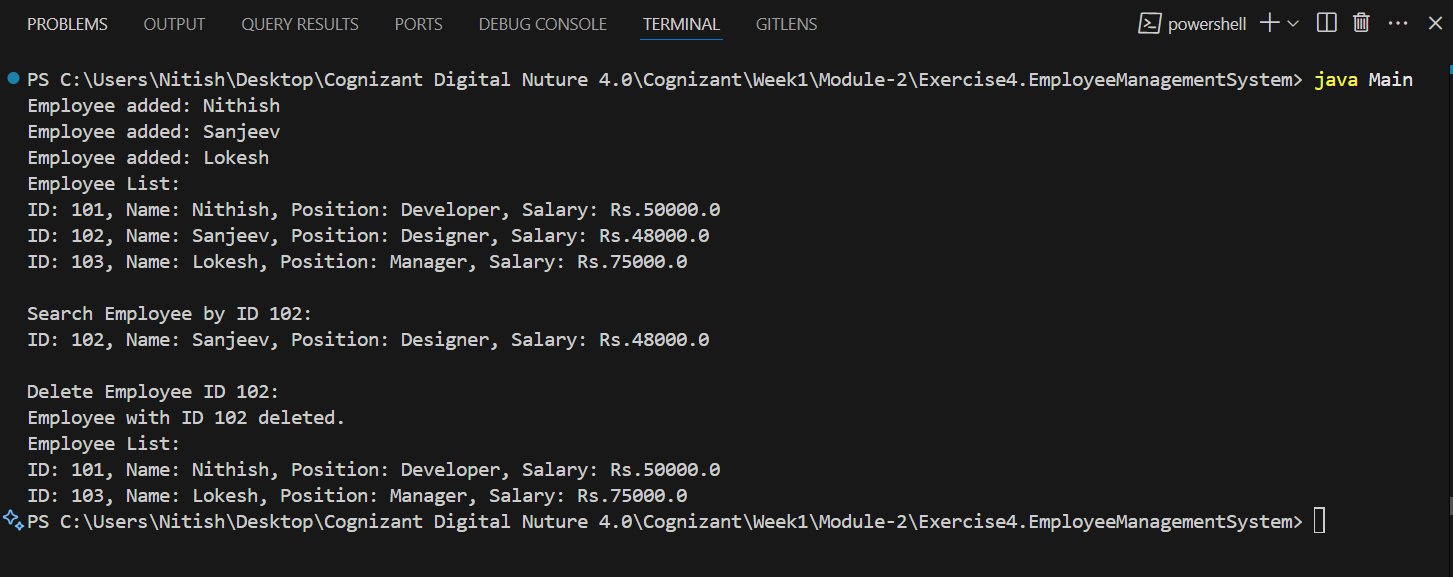 PROBLEMS OUTPUT QUERY RESULTS PORTS DEBUG CONSOLE TERMINAL GITLENS powershell
PS C:\Users\Nitish\Desktop\Cognizant Digital Nuture 4.0\Cognizant\Week1\Module-2\Exercise4.EmployeeManagementSystem> java Main
Employee added: Nithish
Employee added: Sanjeev
Employee added: Lokesh
Employee List:
ID: 101, Name: Nithish, Position: Developer, Salary: Rs.50000.0
ID: 102, Name: Sanjeev, Position: Designer, Salary: Rs.48000.0
ID: 103, Name: Lokesh, Position: Manager, Salary: Rs.75000.0
Search Employee by ID 102:
ID: 102, Name: Sanjeev, Position: Designer, Salary: Rs.48000.0
Delete Employee ID 102:
Employee with ID 102 deleted.
Employee List:
ID: 101, Name: Nithish, Position: Developer, Salary: Rs.50000.0
ID: 103, Name: Lokesh, Position: Manager, Salary: Rs.75000.0
PS C:\Users\Nitish\Desktop\Cognizant Digital Nuture 4.0\Cognizant\Week1\Module-2\Exercise4.EmployeeManagementSystem>